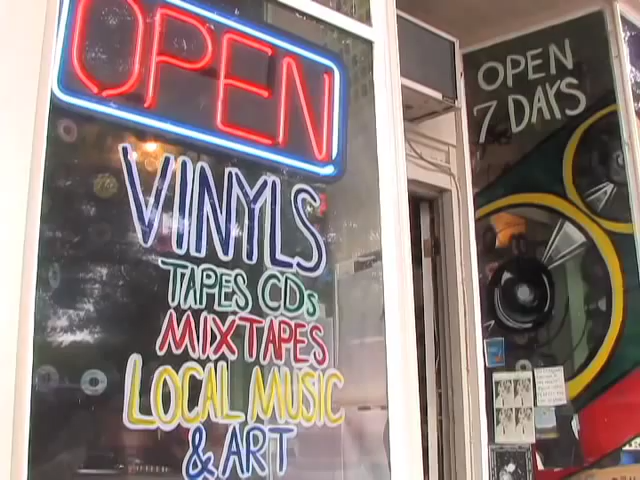 OPEN
VINYLS
TAPES CDs
MIXTAPES
LOCAL MUSIC
& ART
OPEN
7 DAYS